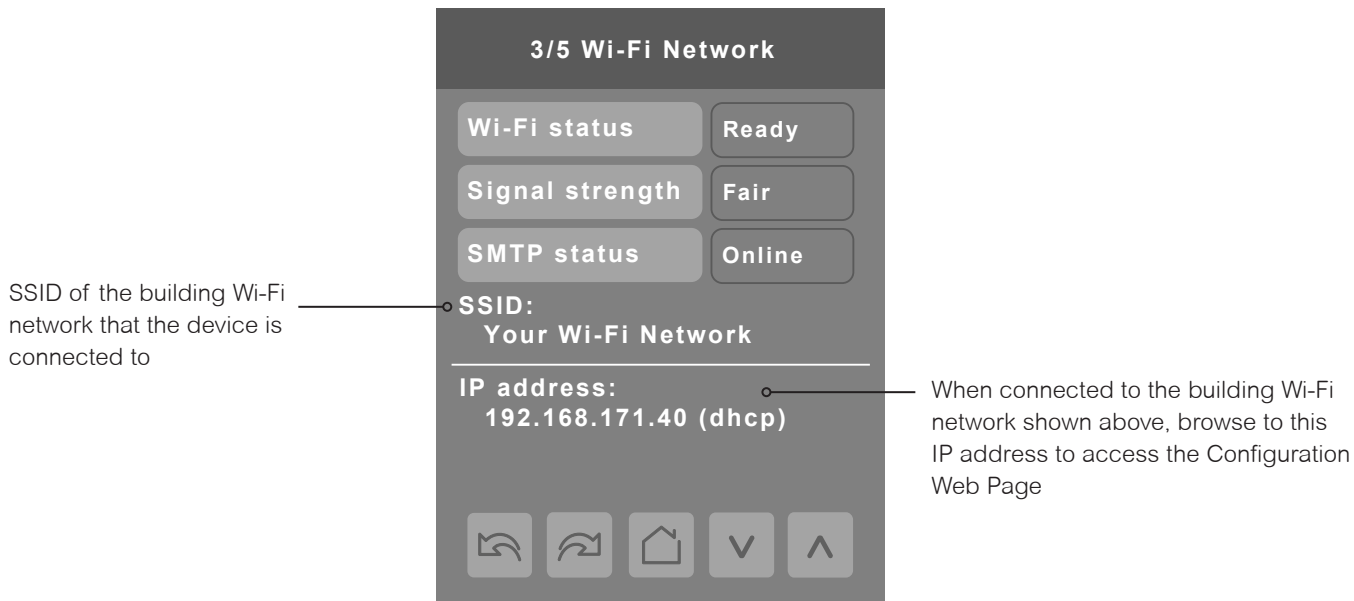 3/5 Wi-Fi Network
Wi-Fi status
Ready
Signal strength
Fair
SMTP status
Online
SSID of the building Wi-Fi
network that the device is
connected to
SSID:
Your Wi-Fi Network
IP address:
192.168.171.40 (dhcp)
When connected to the building Wi-Fi
network shown above, browse to this
IP address to access the Configuration
Web Page